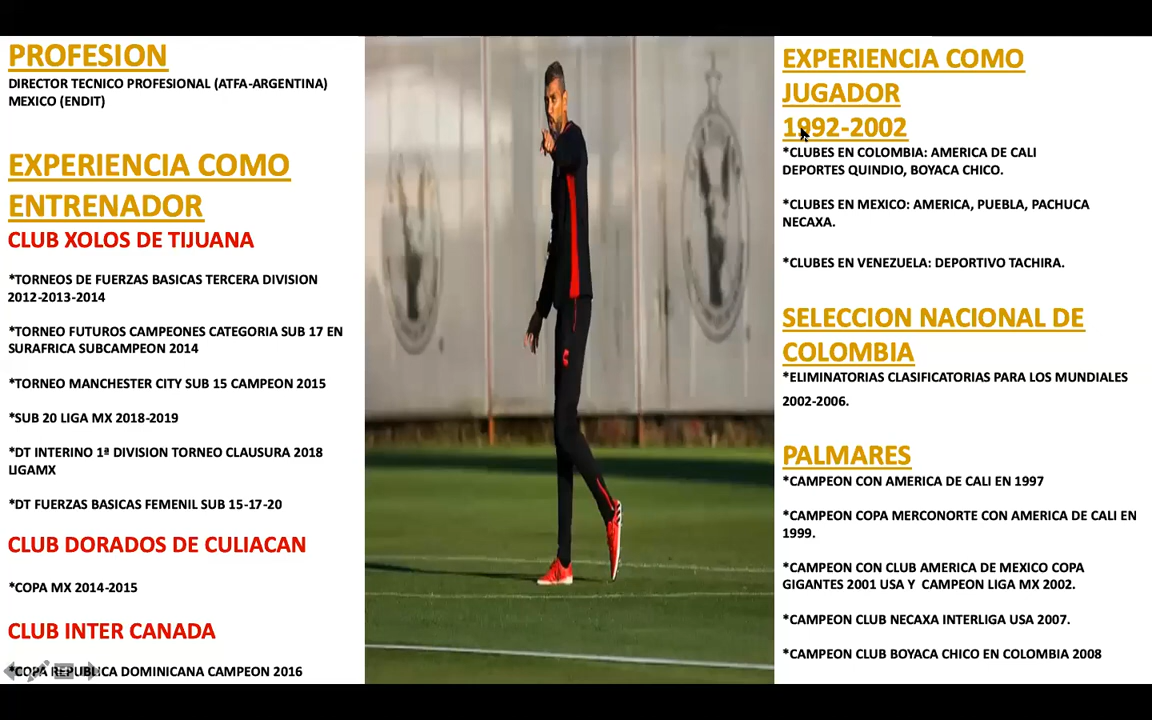 PROFESION
DIRECTOR TECNICO PROFESIONAL (ATFA-ARGENTINA)
MEXICO (ENDIT)
EXPERIENCIA COMO
ENTRENADOR
CLUB XOLOS DE TIJUANA
*TORNEOS DE FUERZAS BASICAS TERCERA DIVISION
2012-2013-2014
*TORNEO FUTUROS CAMPEONES CATEGORIA SUB 17 EN
SURAFRICA SUBCAMPEON 2014
*TORNEO MANCHESTER CITY SUB 15 CAMPEON 2015
*SUB 20 LIGA MX 2018-2019
*DT INTERINO 1ª DIVISION TORNEO CLAUSURA 2018
LIGAMX
*DT FUERZAS BASICAS FEMENIL SUB 15-17-20
CLUB DORADOS DE CULIACAN
*COPA MX 2014-2015
CLUB INTER CANADA
*COPA REPUBLICA DOMINICANA CAMPEON 2016
EXPERIENCIA COMO
JUGADOR
1992-2002
*CLUBES EN COLOMBIA: AMERICA DE CALI
DEPORTES QUINDIO, BOYACA CHICO.
*CLUBES EN MEXICO: AMERICA, PUEBLA, PACHUCA
NECAXA.
*CLUBES EN VENEZUELA: DEPORTIVO TACHIRA.
SELECCION NACIONAL DE
COLOMBIA
*ELIMINATORIAS CLASIFICATORIAS PARA LOS MUNDIALES
2002-2006.
PALMARES
*CAMPEON CON AMERICA DE CALI EN 1997
*CAMPEON COPA MERCONORTE CON AMERICA DE CALI EN
1999.
*CAMPEON CON CLUB AMERICA DE MEXICO COPA
GIGANTES 2001 USA Y CAMPEON LIGA MX 2002.
*CAMPEON CLUB NECAXA INTERLIGA USA 2007.
*CAMPEON CLUB BOYACA CHICO EN COLOMBIA 2008